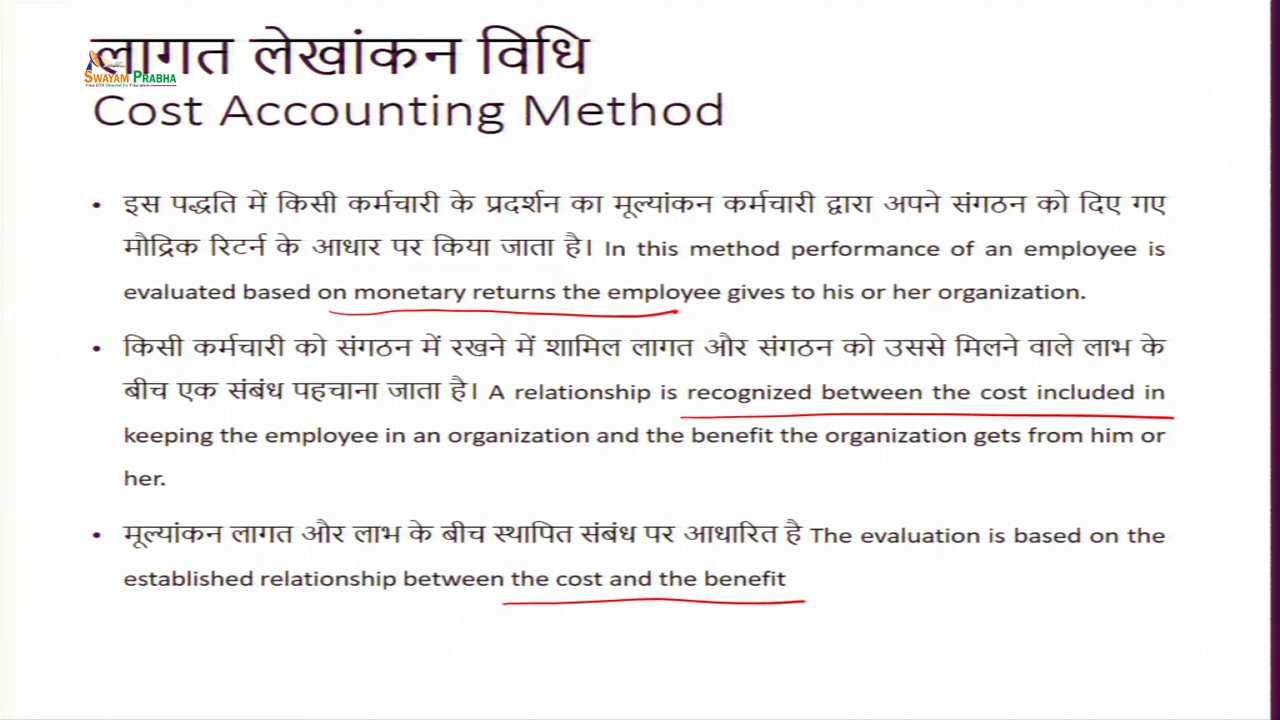 लागत लेखांकन विधि
SWAYAM PRABHA
Cost Accounting Method
• इस पद्धति में किसी कर्मचारी के प्रदर्शन का मूल्यांकन कर्मचारी द्वारा अपने संगठन को दिए गए
मौद्रिक रिटर्न के आधार पर किया जाता है। In this method performance of an employee is
evaluated based on monetary returns the employee gives to his or her organization.
• किसी कर्मचारी को संगठन में रखने में शामिल लागत और संगठन को उससे मिलने वाले लाभ के
बीच एक संबंध पहचाना जाता है। A relationship is recognized between the cost included in
keeping the employee in an organization and the benefit the organization gets from him or
her.
• मूल्यांकन लागत और लाभ के बीच स्थापित संबंध पर आधारित है The evaluation is based on the
established relationship between the cost and the benefit